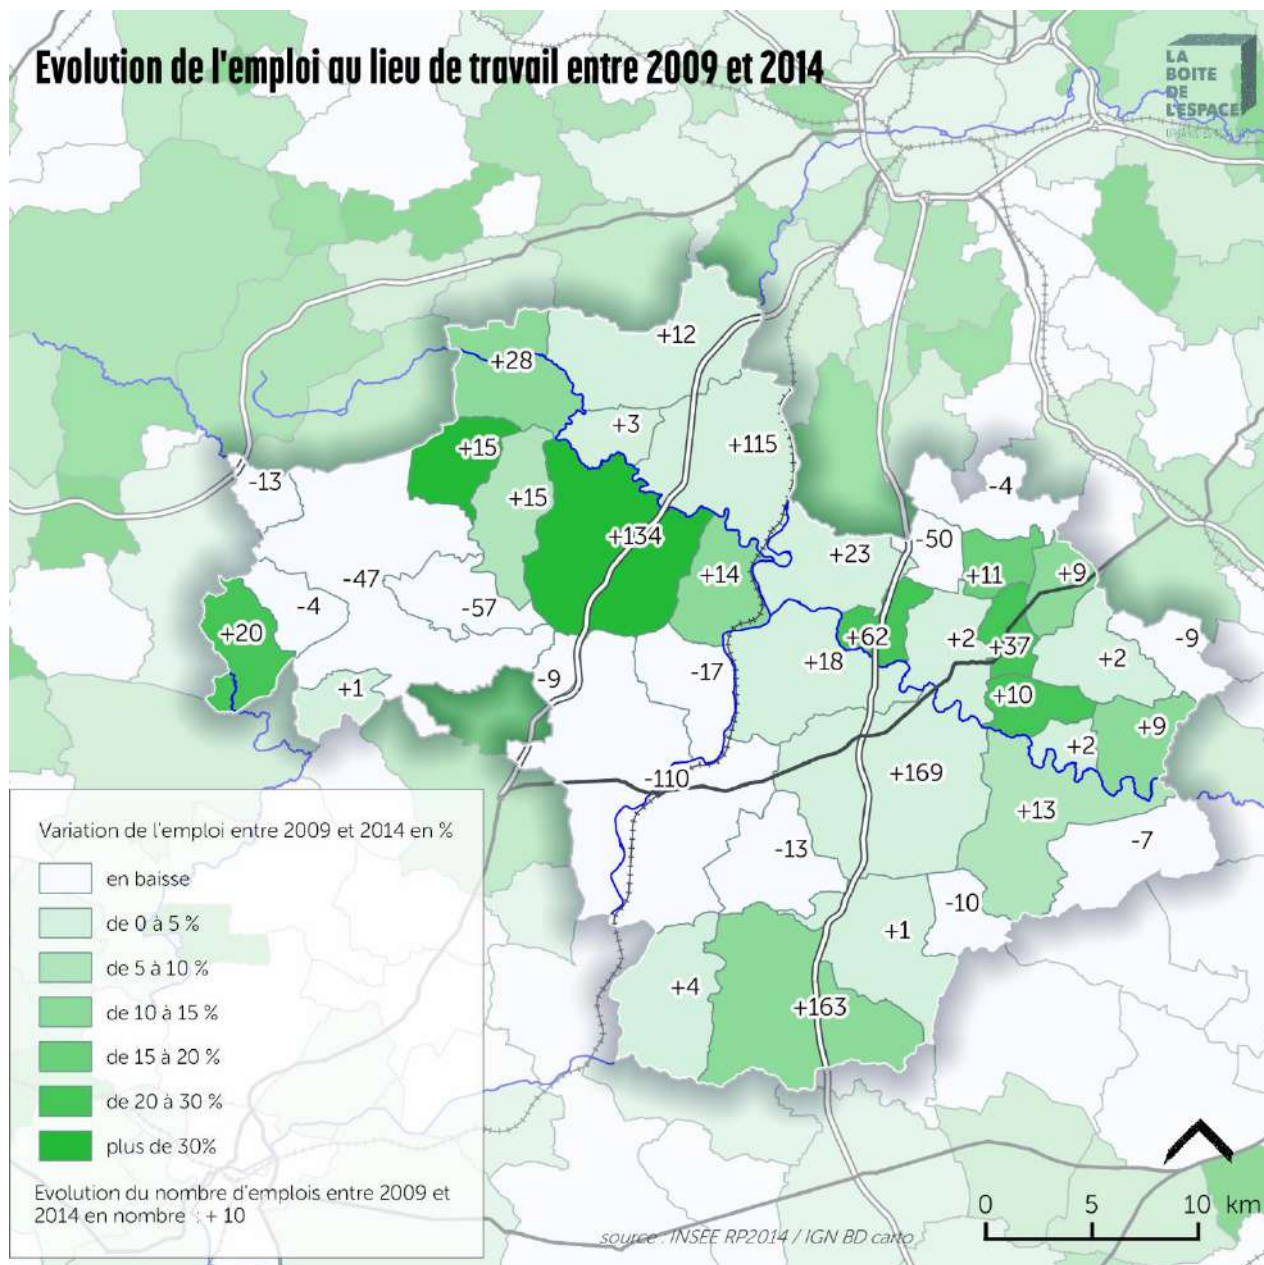 Evolution de l'emploi au lieu de travail entre 2009 et 2014
LA
BOITE
DE
L'ESPACE
+12
+28
+3
+115
+15
+15
-13
-4
+134
-50
+23
+11
+9
+14
-47
-4
-57
+20
+62
+2
+37
-9
+18
+2
-17
-9
+1
+10
+9
+2
-110
+169
+13
-13
-7
-10
+1
+4
+163
Variation de l'emploi entre 2009 et 2014 en %
en baisse
de 0 à 5 %
de 5 à 10 %
de 10 à 15 %
de 15 à 20 %
de 20 à 30 %
plus de 30%
Evolution du nombre d'emplois entre 2009 et
2014 en nombre : + 10
0 5 10 km
source : INSEE RP2014 / IGN BD carto